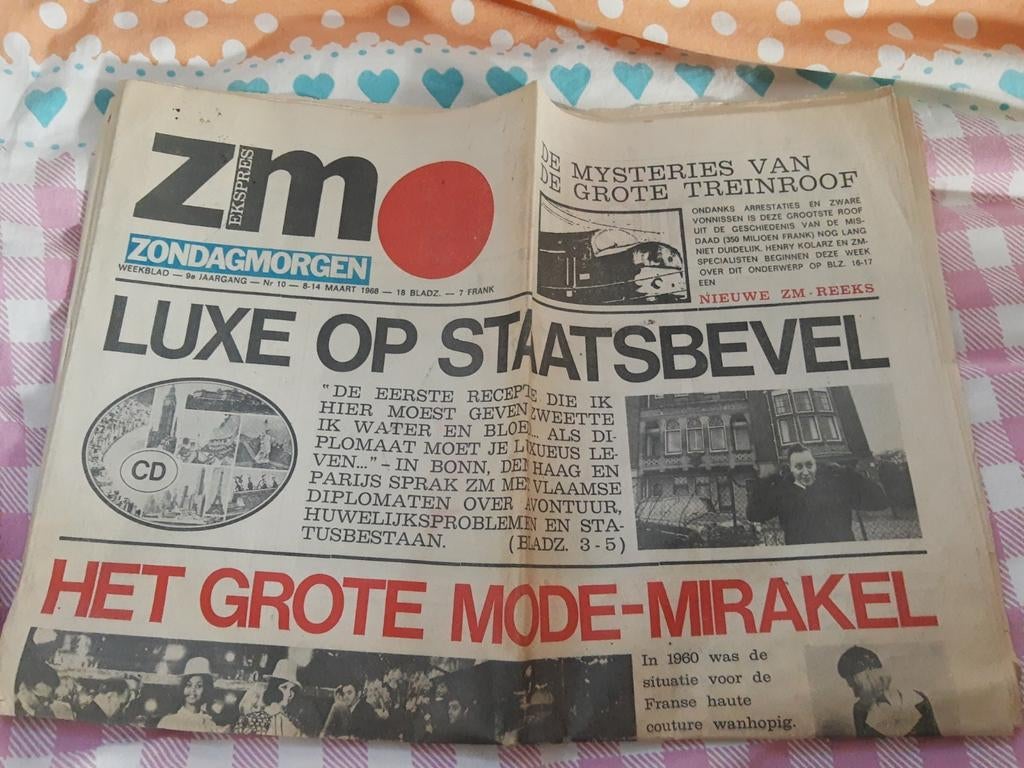 zm
EKSPRES
ZONDAGMORGEN
WEEKBLAD — 9e JAARGANG — Nr 10 — 8-14 MAART 1968 — 18 BLADZ. — 7 FRANK
DE MYSTERIES VAN
DE GROTE TREINROOF
ONDANKS ARRESTATIES EN ZWARE
VONNISSEN IS DEZE GROOTSTE ROOF
UIT DE GESCHIEDENIS VAN DE MIS-
DAAD (350 MILJOEN FRANK) NOG LANG
NIET DUIDELIJK. HENRY KOLARZ EN ZM-
SPECIALISTEN BEGINNEN DEZE WEEK
OVER DIT ONDERWERP OP BLZ. 16-17
EEN
NIEUWE ZM-REEKS
LUXE OP STAATSBEVEL
CD
"DE EERSTE RECEPTIE DIE IK
HIER MOEST GEVEN ZWEETTE
IK WATER EN BLOED... ALS DI-
PLOMAAT MOET JE LUXUEUS LE-
VEN..." - IN BONN, DEN HAAG EN
PARIJS SPRAK ZM MET VLAAMSE
DIPLOMATEN OVER AVONTUUR,
HUWELIJKSPROBLEMEN EN STA-
TUSBESTAAN. (BLADZ. 3-5)
HET GROTE MODE-MIRAKEL
In 1960 was de
situatie voor de
Franse haute
couture wanhopig.